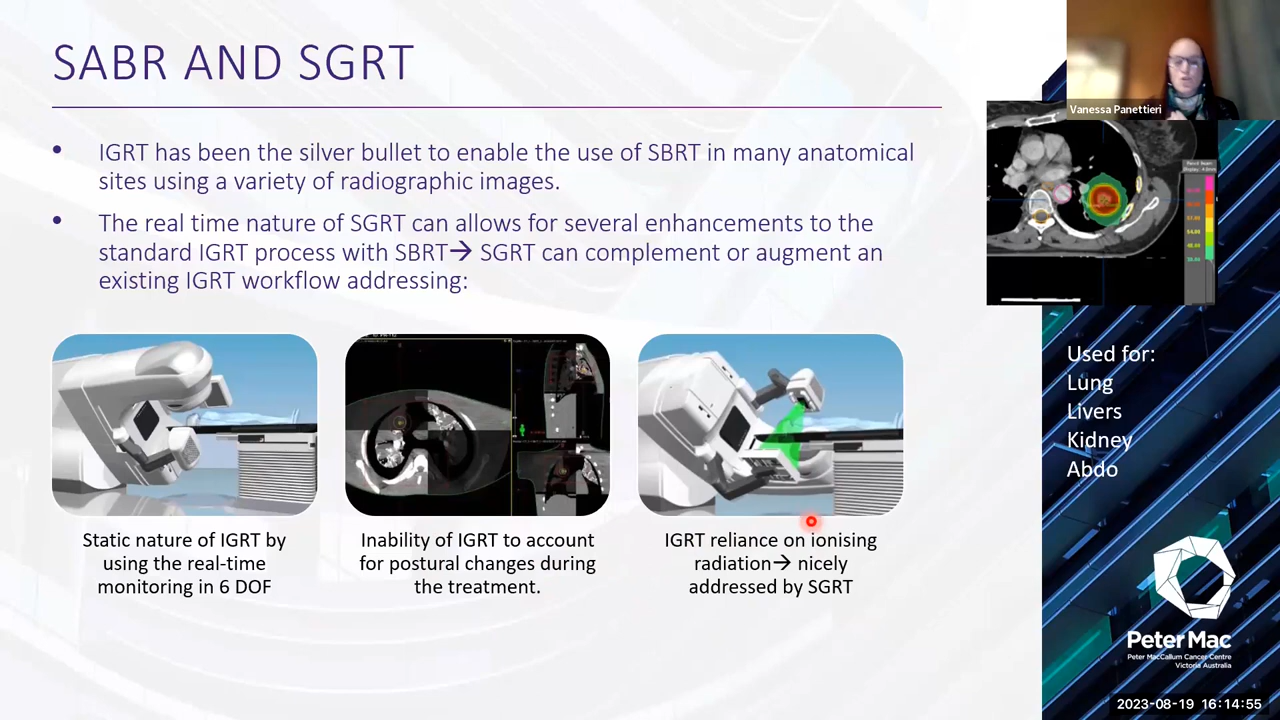 SABR AND SGRT
• IGRT has been the silver bullet to enable the use of SBRT in many anatomical
sites using a variety of radiographic images.
• The real time nature of SGRT can allows for several enhancements to the
standard IGRT process with SBRT→ SGRT can complement or augment an
existing IGRT workflow addressing:
Static nature of IGRT by
using the real-time
monitoring in 6 DOF
Inability of IGRT to account
for postural changes during
the treatment.
IGRT reliance on ionising
radiation→ nicely
addressed by SGRT
Vanessa Panettieri
Used for:
Lung
Livers
Kidney
Abdo
Peter Mac
Peter MacCallum Cancer Centre
Victoria Australia
2023-08-19 16:14:55